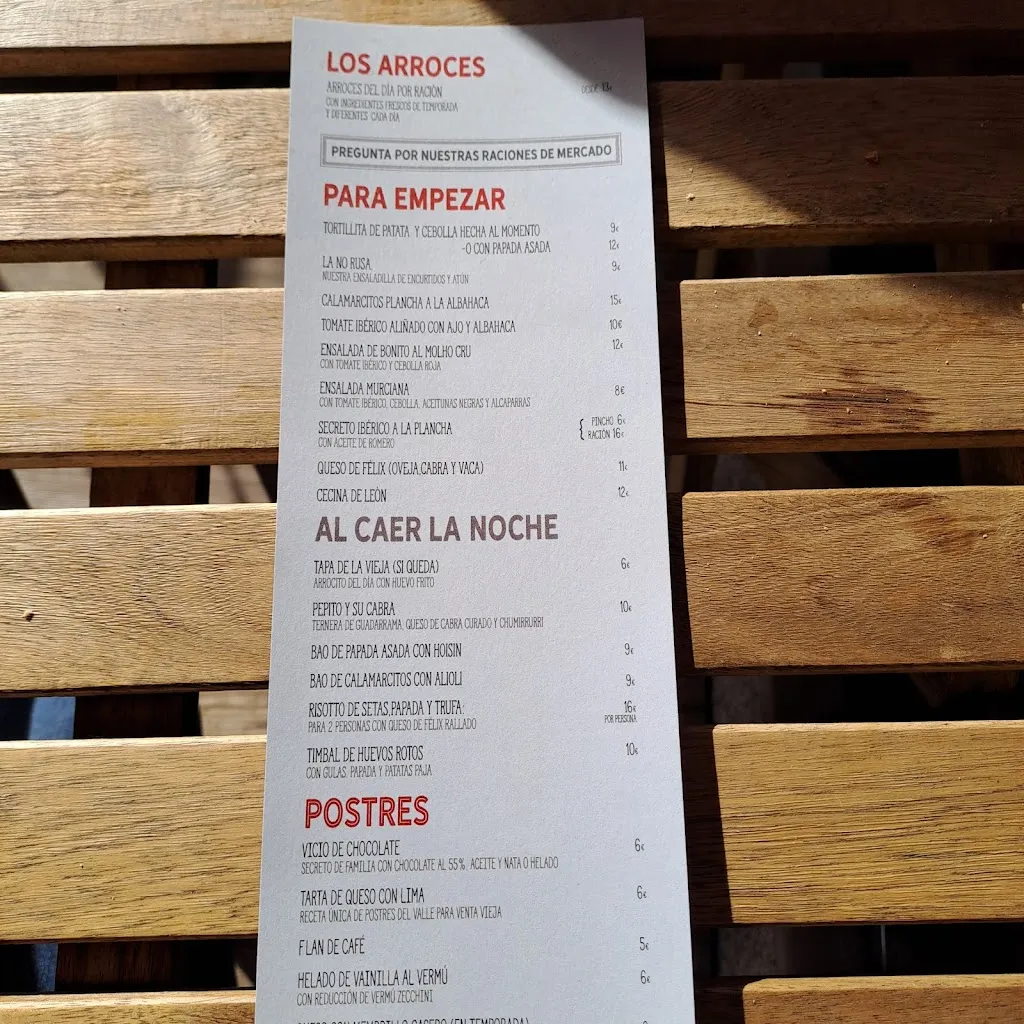 LOS ARROCES
ARROCES DEL DÍA POR RACIÓN DESDE 13€
CON INGREDIENTES FRESCOS DE TEMPORADA
Y DIFERENTES CADA DÍA
PREGUNTA POR NUESTRAS RACIONES DE MERCADO
PARA EMPEZAR
TORTILLITA DE PATATA Y CEBOLLA HECHA AL MOMENTO 9€
-O CON PAPADA ASADA 12€
LA NO RUSA. 9€
NUESTRA ENSALADILLA DE ENCURTIDOS Y ATÚN
CALAMARCITOS PLANCHA A LA ALBAHACA 15€
TOMATE IBÉRICO ALIÑADO CON AJO Y ALBAHACA 10€
ENSALADA DE BONITO AL MOLHO CRU 12€
CON TOMATE IBÉRICO Y CEBOLLA ROJA
ENSALADA MURCIANA 8€
CON TOMATE IBÉRICO, CEBOLLA, ACEITUNAS NEGRAS Y ALCAPARRAS
SECRETO IBÉRICO A LA PLANCHA { PINCHO 6€
CON ACEITE DE ROMERO RACIÓN 16€
QUESO DE FÉLIX (OVEJA,CABRA Y VACA) 11€
CECINA DE LEÓN 12€
AL CAER LA NOCHE
TAPA DE LA VIEJA (SI QUEDA) 6€
ARROCITO DEL DÍA CON HUEVO FRITO
PEPITO Y SU CABRA 10€
TERNERA DE GUADARRAMA, QUESO DE CABRA CURADO Y CHUMIRRURRI
BAO DE PAPADA ASADA CON HOISIN 9€
BAO DE CALAMARCITOS CON ALIOLI 9€
RISOTTO DE SETAS,PAPADA Y TRUFA: 16€
PARA 2 PERSONAS CON QUESO DE FÉLIX RALLADO POR PERSONA
TIMBAL DE HUEVOS ROTOS 10€
CON GULAS, PAPADA Y PATATAS PAJA
POSTRES
VICIO DE CHOCOLATE 6€
SECRETO DE FAMILIA CON CHOCOLATE AL 55%, ACEITE Y NATA O HELADO
TARTA DE QUESO CON LIMA 6€
RECETA ÚNICA DE POSTRES DEL VALLE PARA VENTA VIEJA
FLAN DE CAFÉ 5€
HELADO DE VAINILLA AL VERMÚ 6€
CON REDUCCIÓN DE VERMÚ ZECCHINI
QUESO CON MEMBRILLO CASERO (EN TEMPORADA)